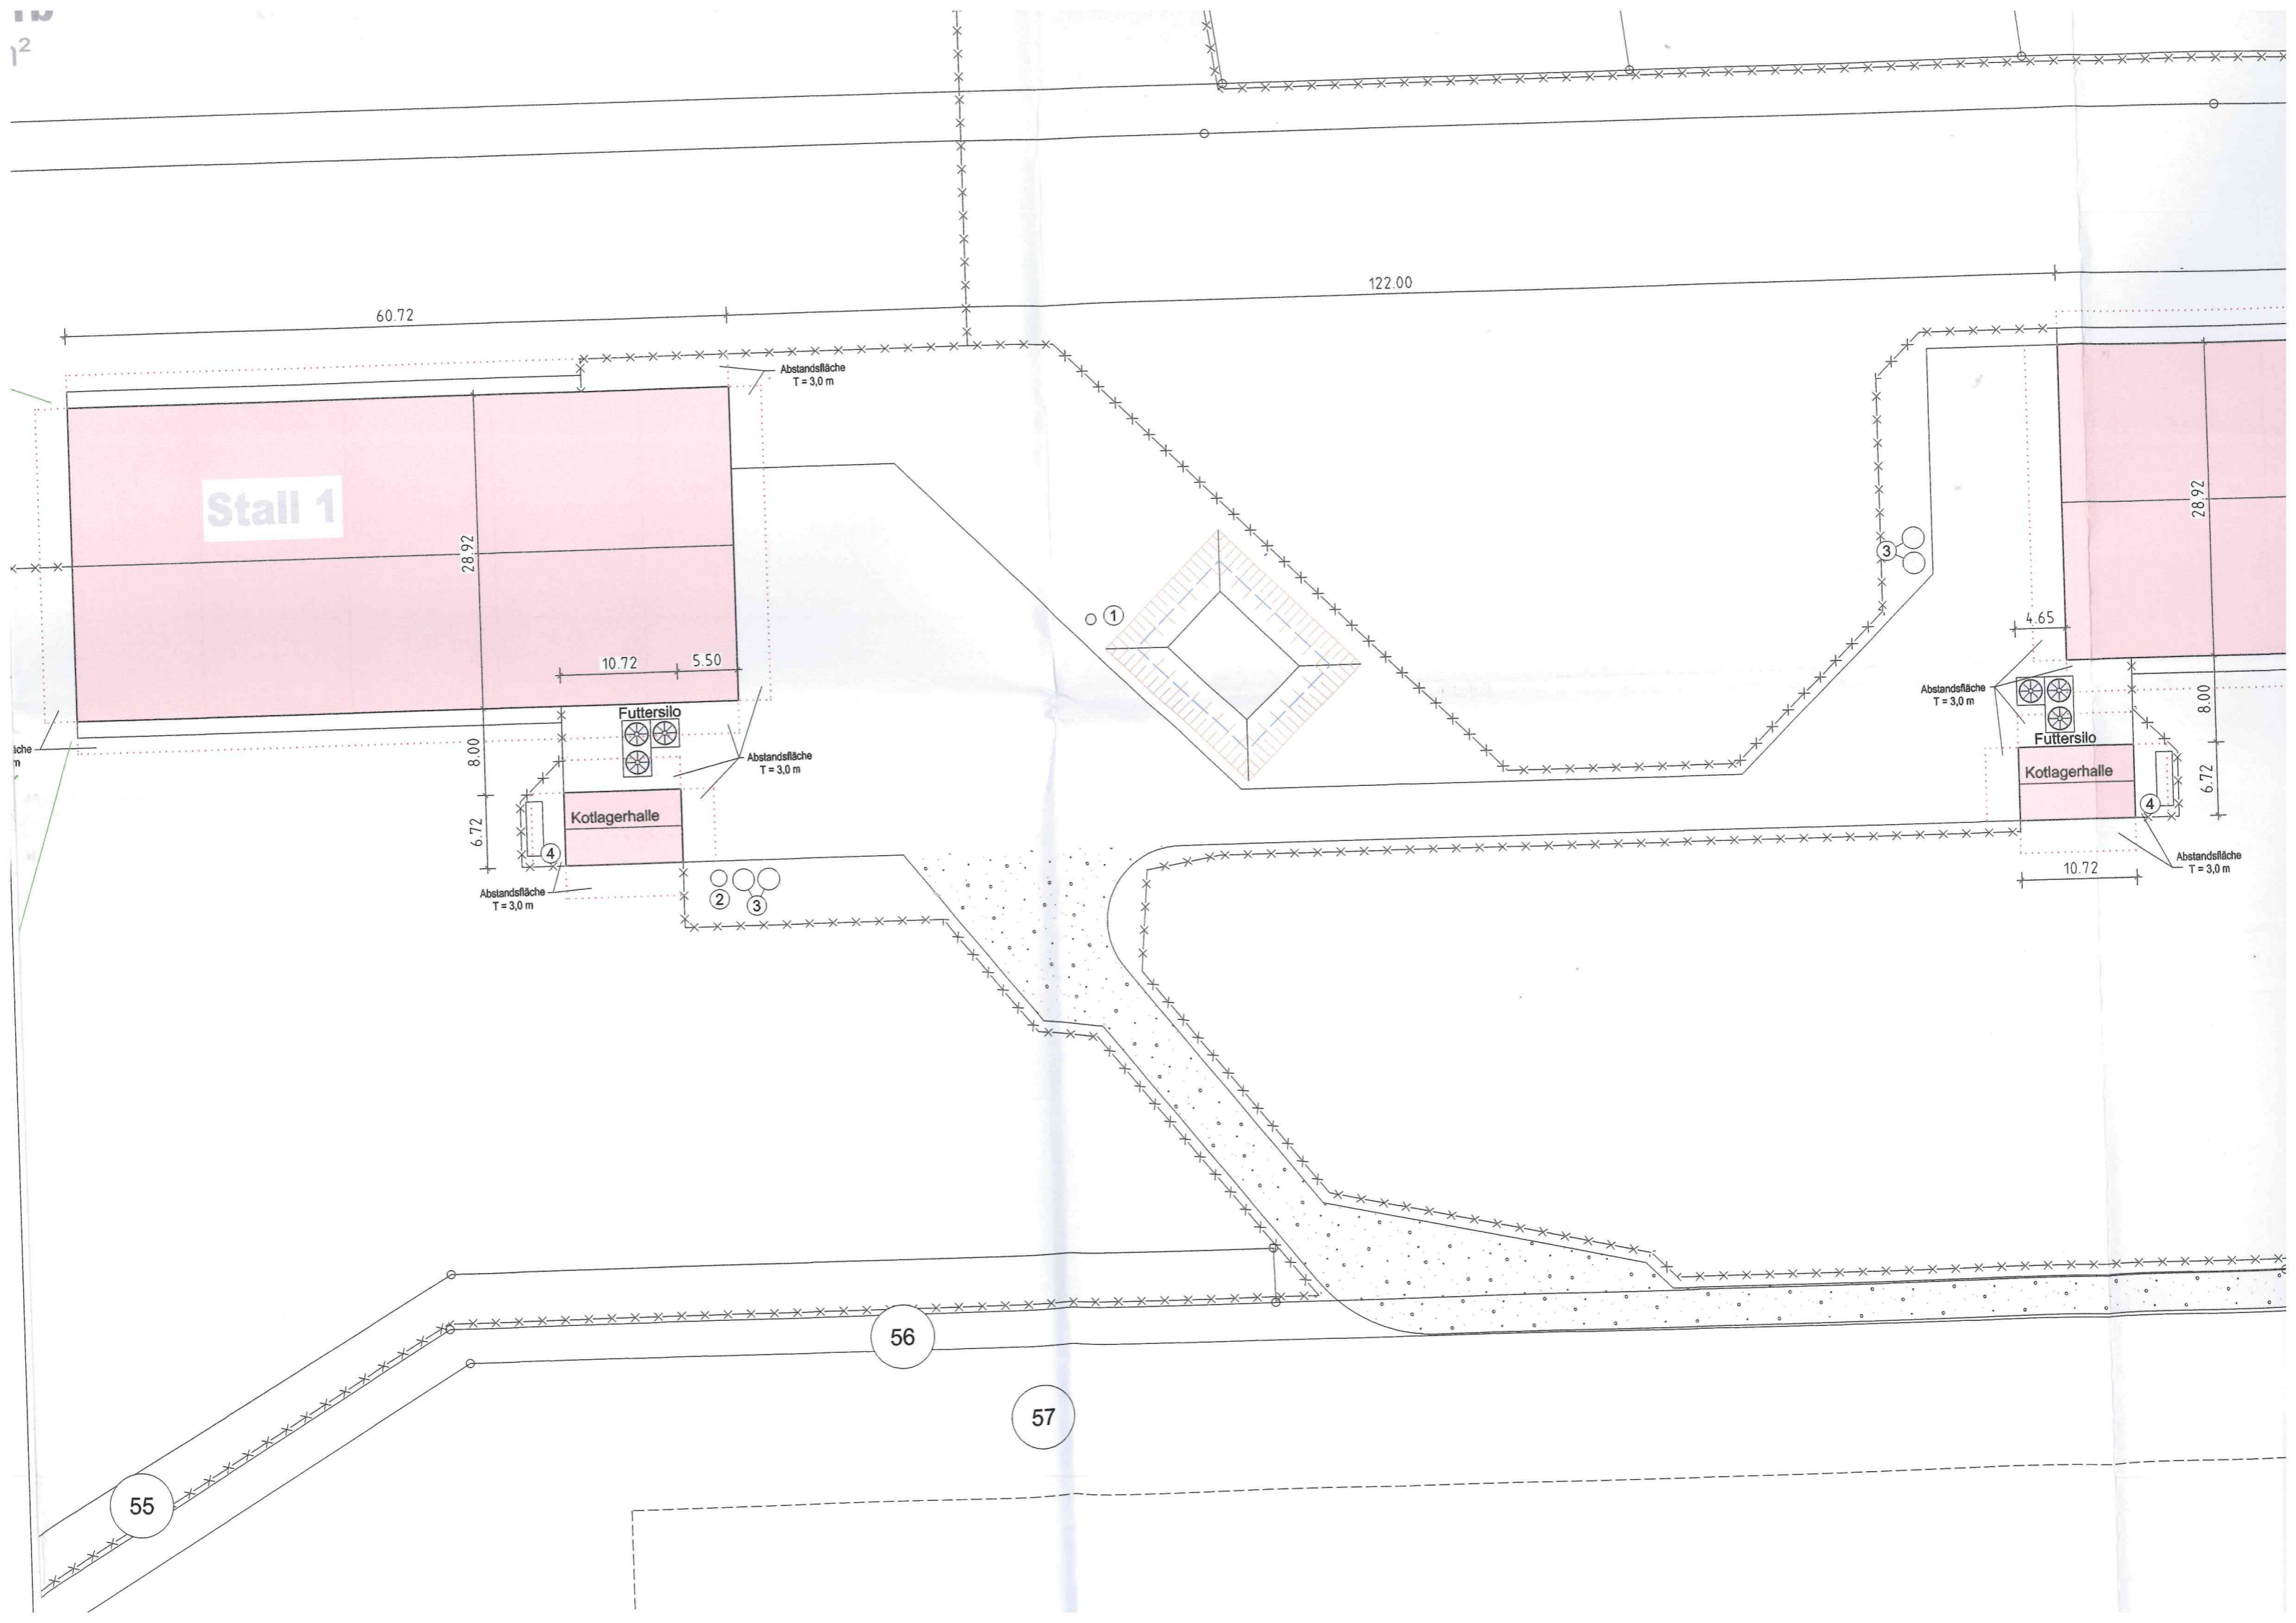 122.00
60.72
Abstandsfläche
T = 3,0 m
Stall 1
28.92
28.92
3
1
4.65
10.72
5.50
Abstandsfläche
T = 3,0 m
Futtersilo
8.00
8.00
Futtersilo
Abstandsfläche
T = 3,0 m
Kotlagerhalle
6.72
4
Kotlagerhalle
6.72
4
Abstandsfläche
T = 3,0 m
10.72
2
3
Abstandsfläche
T = 3,0 m
56
57
55